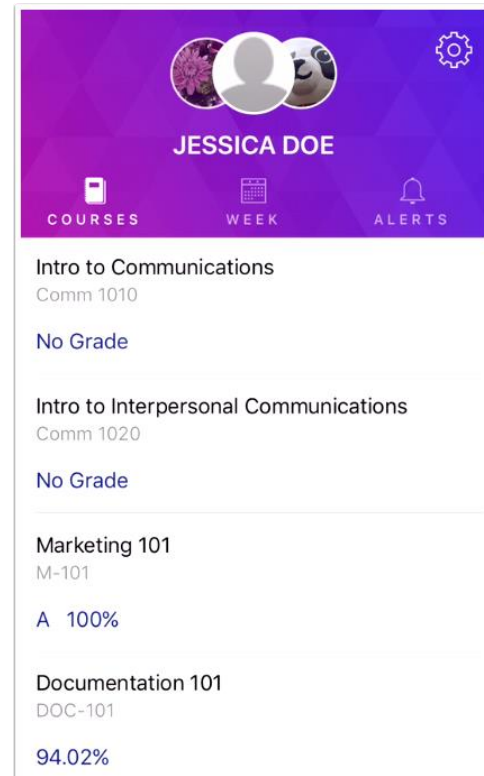 JESSICA DOE
COURSES WEEK ALERTS
Intro to Communications
Comm 1010
No Grade
Intro to Interpersonal Communications
Comm 1020
No Grade
Marketing 101
M-101
A 100%
Documentation 101
DOC-101
94.02%